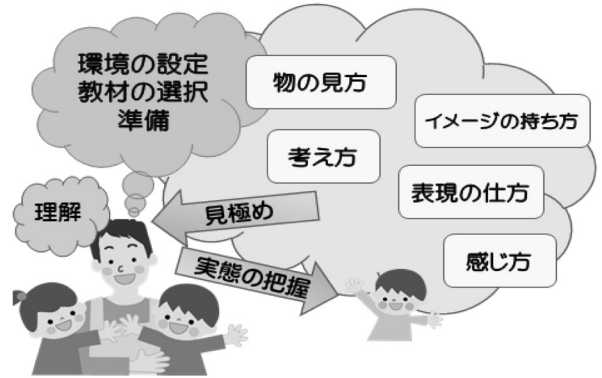 環境の設定
教材の選択
準備
物の見方
イメージの持ち方
考え方
表現の仕方
理解
見極め
感じ方
実態の把握